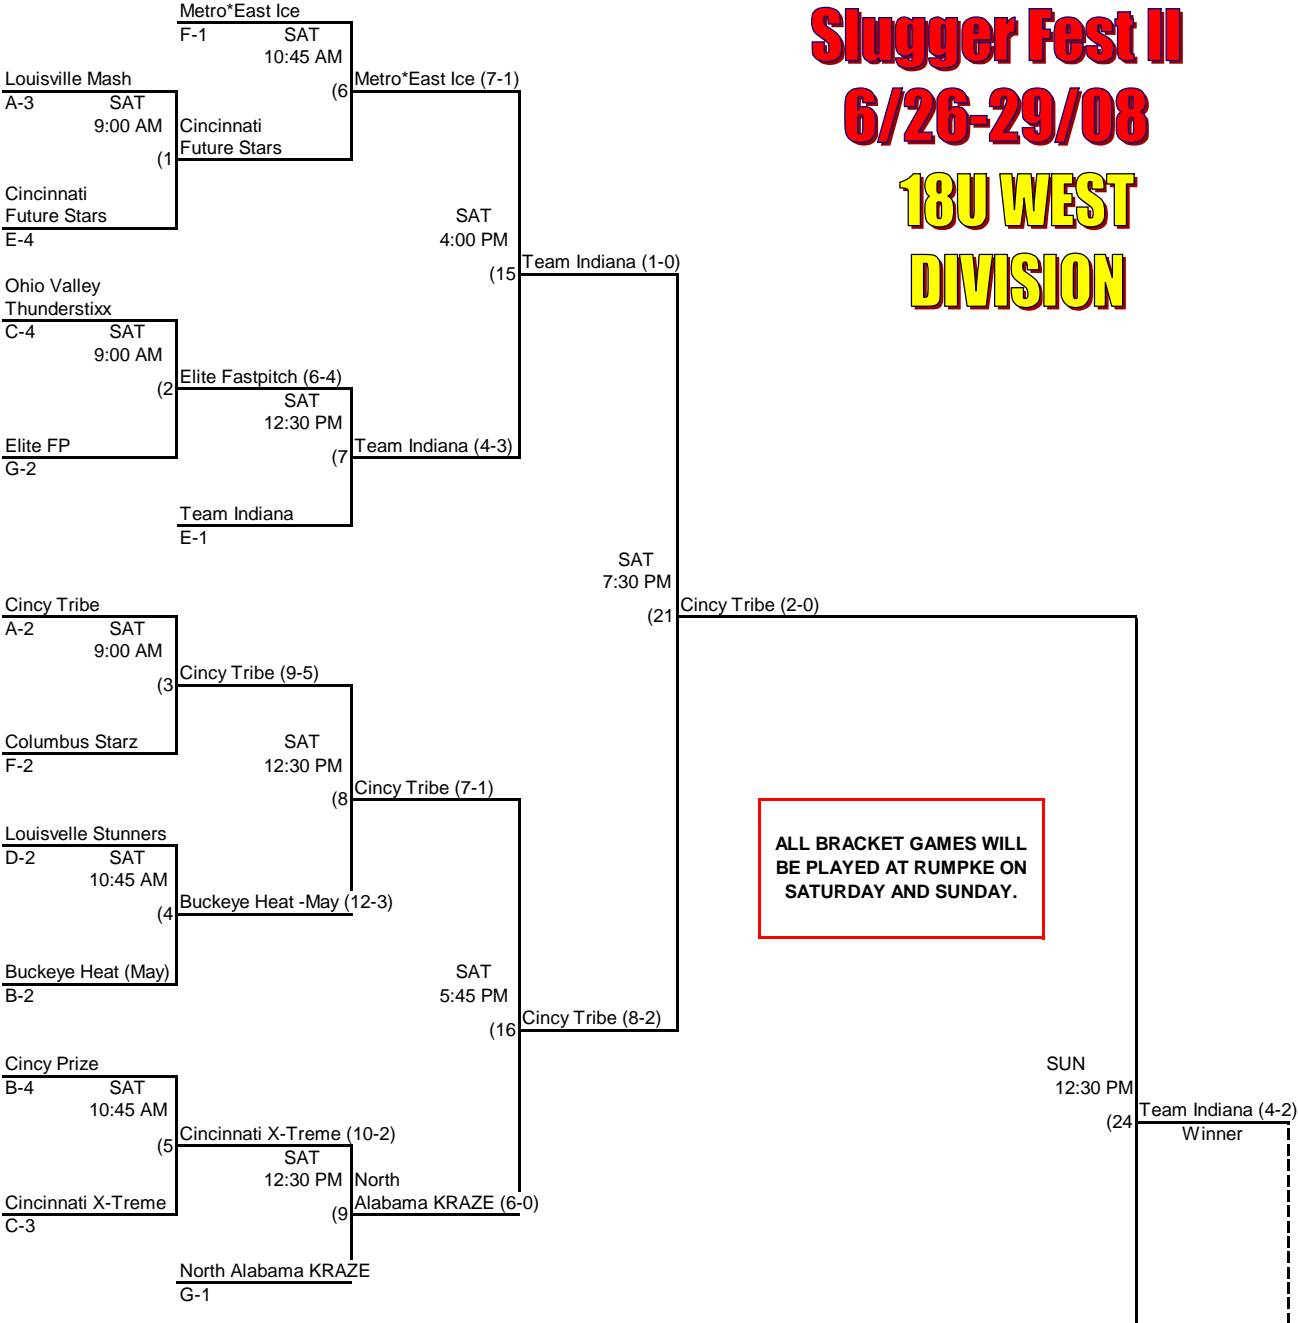 Slugger Fest II
6/26-29/08
18U WEST
DIVISION
Metro*East Ice
F-1 SAT
10:45 AM
Louisville Mash
A-3 SAT
9:00 AM
(6
Metro*East Ice (7-1)
Cincinnati
Future Stars
(1
Cincinnati
Future Stars
E-4
SAT
4:00 PM
(15
Team Indiana (1-0)
Ohio Valley
Thunderstixx
C-4 SAT
9:00 AM
(2
Elite Fastpitch (6-4)
SAT
12:30 PM
Elite FP
G-2
(7
Team Indiana (4-3)
Team Indiana
E-1
SAT
7:30 PM
(21
Cincy Tribe (2-0)
Cincy Tribe
A-2 SAT
9:00 AM
(3
Cincy Tribe (9-5)
Columbus Starz
F-2
SAT
12:30 PM
(8
Cincy Tribe (7-1)
Louisvelle Stunners
D-2 SAT
10:45 AM
(4
Buckeye Heat -May (12-3)
Buckeye Heat (May)
B-2
ALL BRACKET GAMES WILL
BE PLAYED AT RUMPKE ON
SATURDAY AND SUNDAY.
SAT
5:45 PM
(16
Cincy Tribe (8-2)
Cincy Prize
B-4 SAT
10:45 AM
(5
Cincinnati X-Treme (10-2)
SAT
12:30 PM
Cincinnati X-Treme
C-3
(9
North
Alabama KRAZE (6-0)
North Alabama KRAZE
G-1
SUN
12:30 PM
(24
Team Indiana (4-2)
Winner